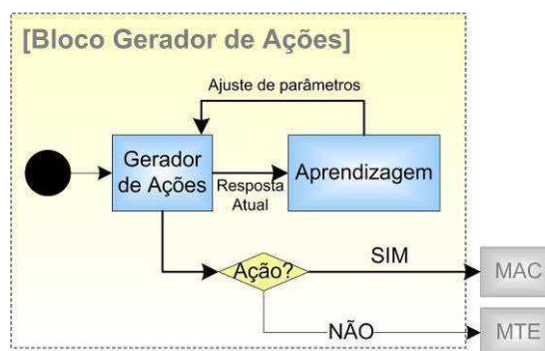 [Bloco Gerador de Ações]
Ajuste de parâmetros
Gerador
de Ações
Resposta
Atual
Aprendizagem
Ação?
SIM
MAC
NÃO
MTE